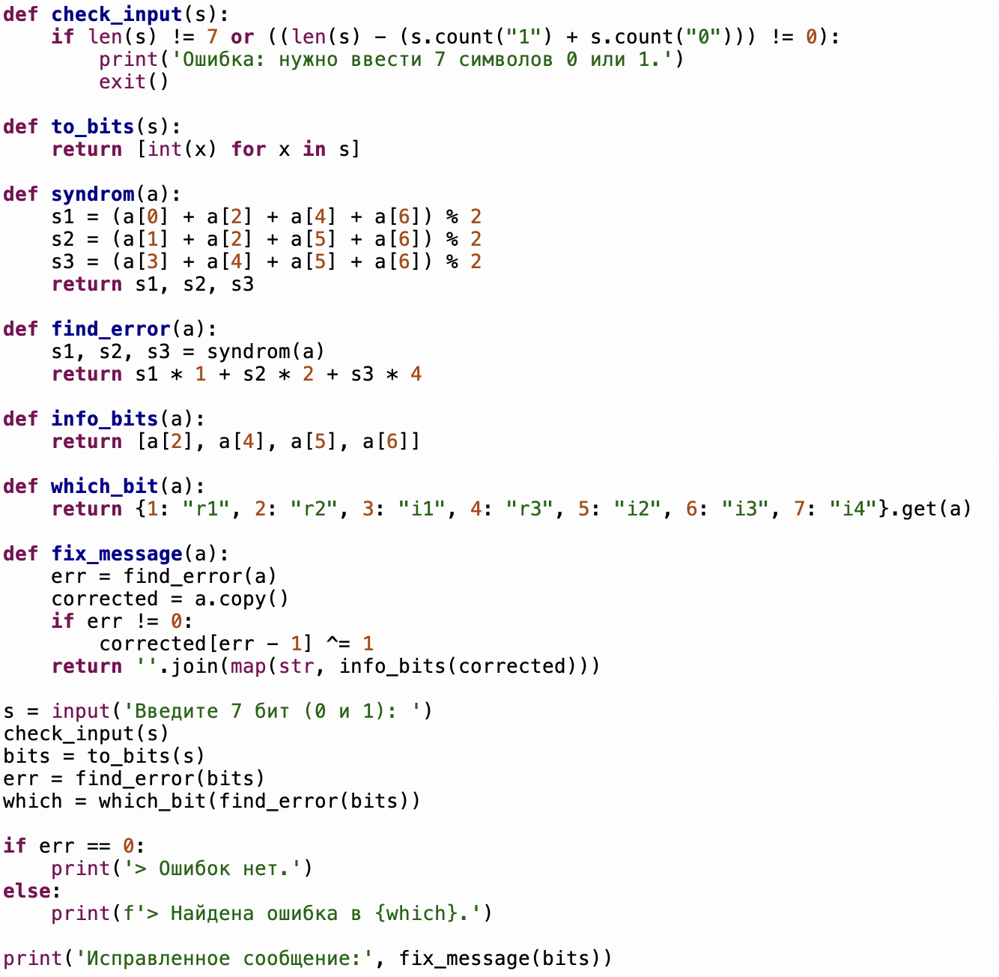 def check_input(s):
    if len(s) != 7 or ((len(s) - (s.count("1") + s.count("0"))) != 0):
        print('Ошибка: нужно ввести 7 символов 0 или 1.')
        exit()

def to_bits(s):
    return [int(x) for x in s]

def syndrom(a):
    s1 = (a[0] + a[2] + a[4] + a[6]) % 2
    s2 = (a[1] + a[2] + a[5] + a[6]) % 2
    s3 = (a[3] + a[4] + a[5] + a[6]) % 2
    return s1, s2, s3

def find_error(a):
    s1, s2, s3 = syndrom(a)
    return s1 * 1 + s2 * 2 + s3 * 4

def info_bits(a):
    return [a[2], a[4], a[5], a[6]]

def which_bit(a):
    return {1: "r1", 2: "r2", 3: "i1", 4: "r3", 5: "i2", 6: "i3", 7: "i4"}.get(a)

def fix_message(a):
    err = find_error(a)
    corrected = a.copy()
    if err != 0:
        corrected[err - 1] ^= 1
    return ''.join(map(str, info_bits(corrected)))

s = input('Введите 7 бит (0 и 1): ')
check_input(s)
bits = to_bits(s)
err = find_error(bits)
which = which_bit(find_error(bits))

if err == 0:
    print('> Ошибок нет.')
else:
    print(f'> Найдена ошибка в {which}.')

print('Исправленное сообщение:', fix_message(bits))